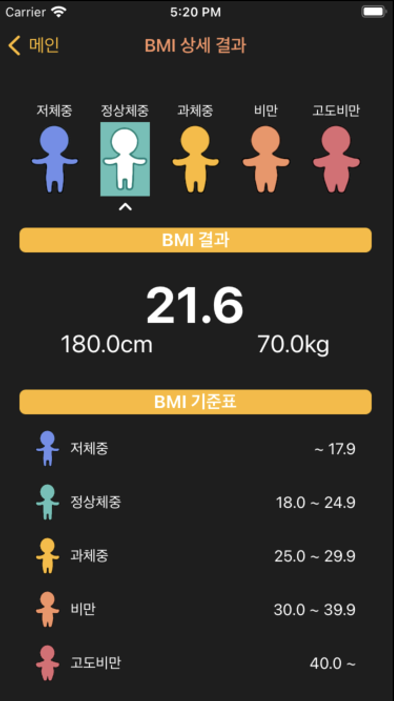 Carrier 5:20 PM
메인 BMI 상세 결과
저체중 정상체중 과체중 비만 고도비만
BMI 결과
21.6
180.0cm 70.0kg
BMI 기준표
저체중 ~ 17.9
정상체중 18.0 ~ 24.9
과체중 25.0 ~ 29.9
비만 30.0 ~ 39.9
고도비만 40.0 ~